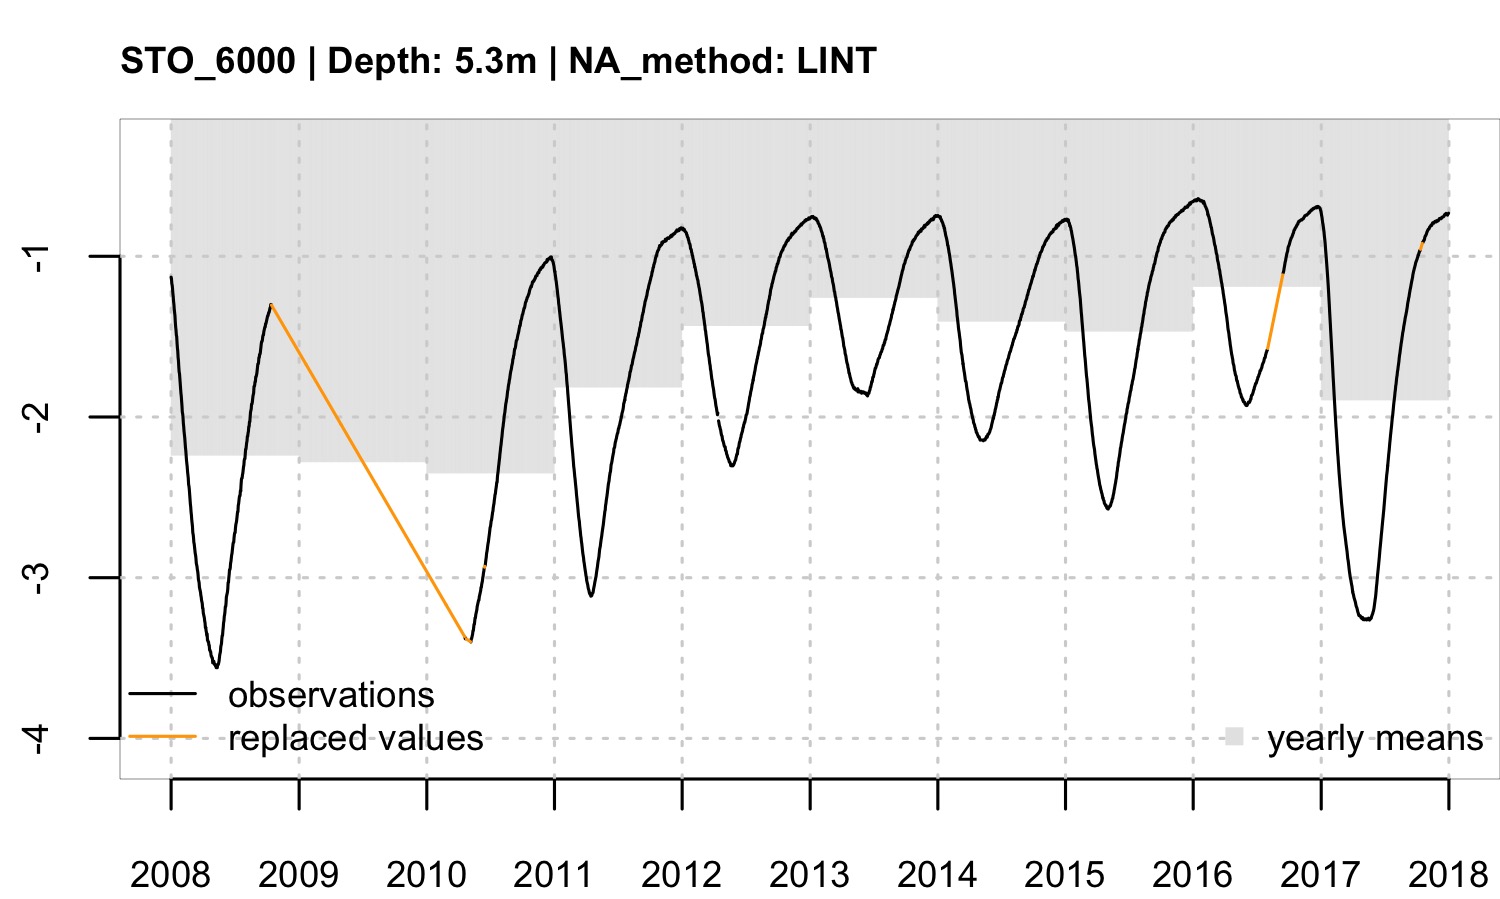 STO_6000 | Depth: 5.3m | NA_method: LINT
-1
-2
-3
-4
observations
replaced values
yearly means
2008 2009 2010 2011 2012 2013 2014 2015 2016 2017 2018